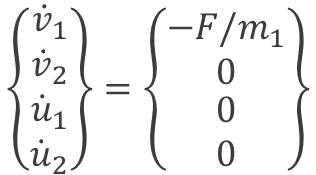 v̇₁ −F/m₁
v̇₂ 0
u̇₁ = 0
u̇₂ 0